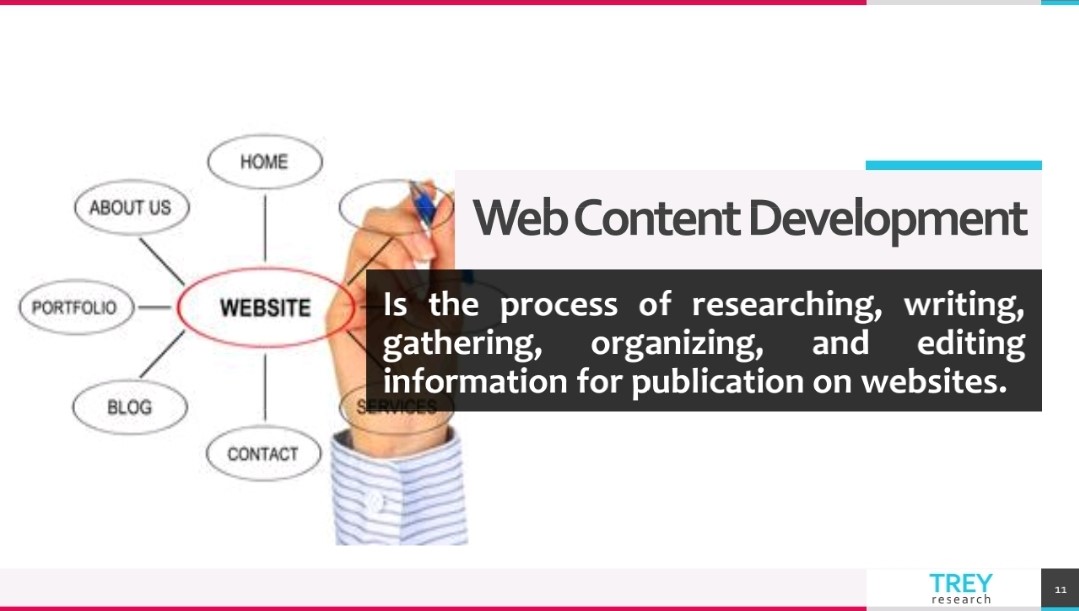 HOME
ABOUT US
PORTFOLIO
WEBSITE
BLOG
SERVICES
CONTACT
Web Content Development
Is the process of researching, writing,
gathering, organizing, and editing
information for publication on websites.
TREY
research
11